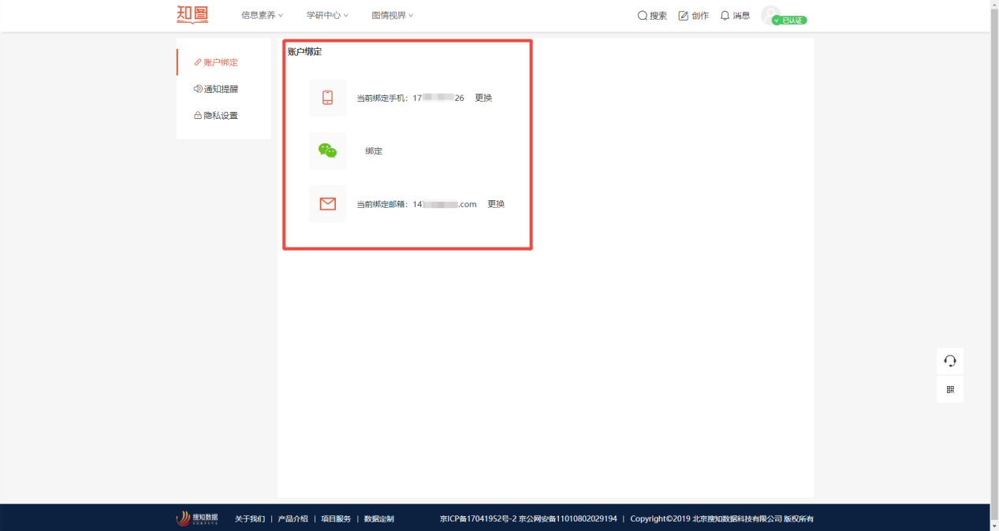 知图 信息素养 学研中心 图情视界 搜索 创作 消息 已认证
账户绑定
通知提醒
隐私设置
账户绑定
当前绑定手机：17 26 更换
绑定
当前绑定邮箱：14 .com 更换
搜知数据 关于我们 | 产品介绍 | 项目服务 | 数据定制 京ICP备17041952号-2 京公网安备11010802029194 | Copyright©2019 北京搜知数据科技有限公司 版权所有